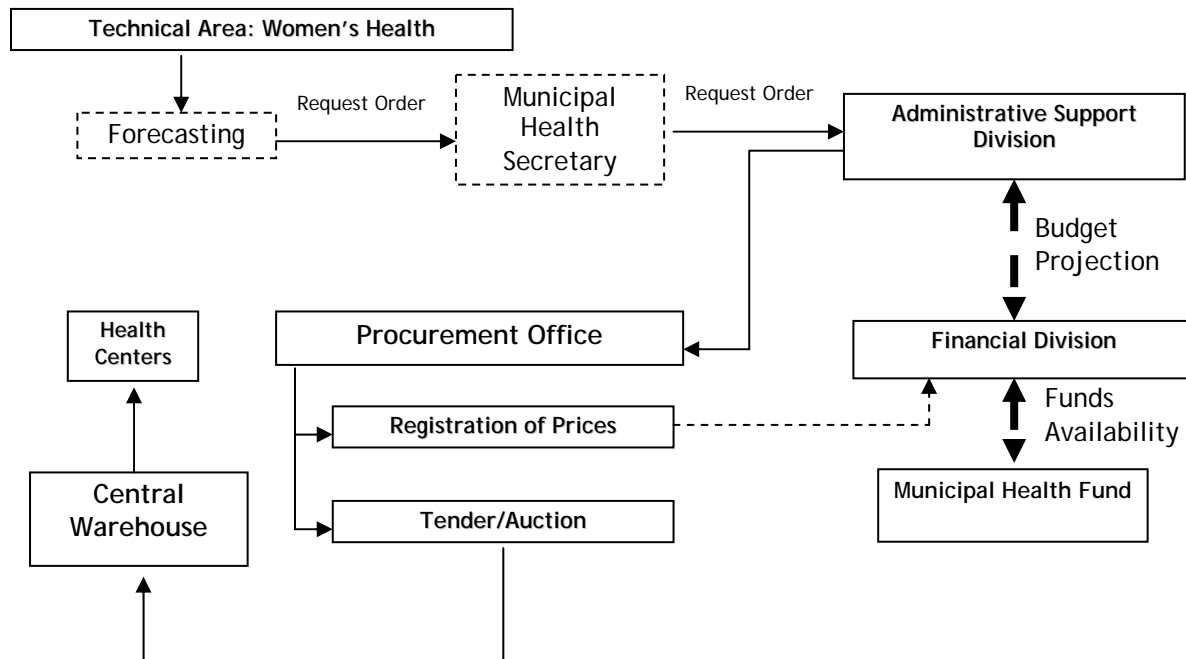 Technical Area: Women's Health
Request Order
Municipal
Health
Secretary
Request Order
Administrative Support
Division
Forecasting
Budget
Projection
Health
Centers
Procurement Office
Financial Division
Registration of Prices
Funds
Availability
Central
Warehouse
Tender/Auction
Municipal Health Fund